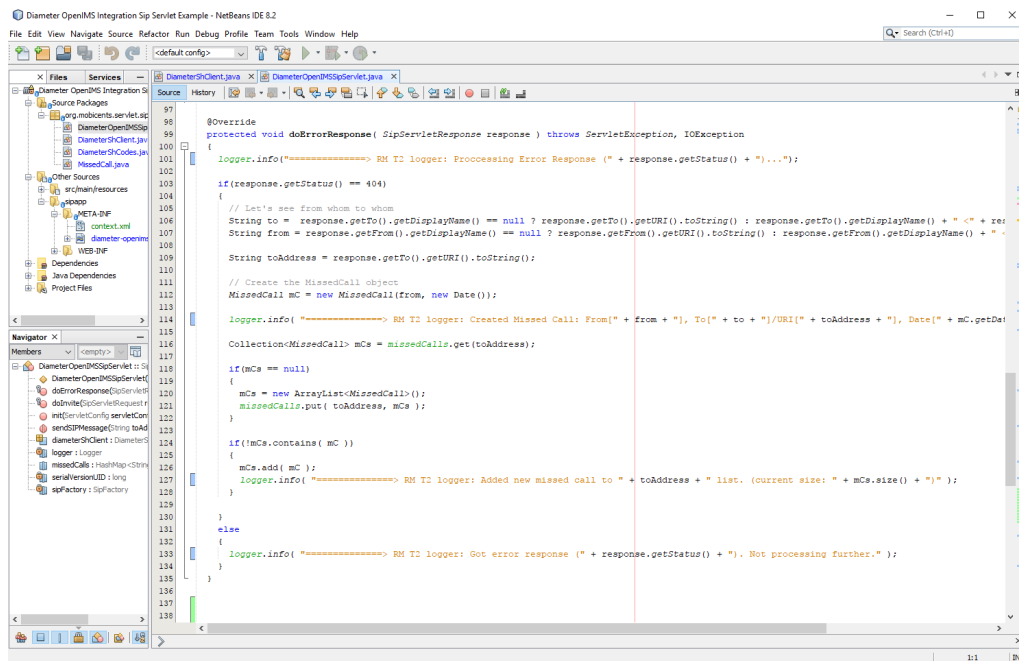 Diameter OpenIMS Integration Sip Servlet Example - NetBeans IDE 8.2
File Edit View Navigate Source Refactor Run Debug Profile Team Tools Window Help
Search (Ctrl+I)
<default config>
Files Services
DiameterShClient.java DiameterOpenIMSSipServlet.java
Source History
Diameter OpenIMS Integration Si
Source Packages
org.mobicents.servlet.sip
DiameterOpenIMSSip
DiameterShClient.jav
DiameterShCodes.jav
MissedCall.java
Other Sources
src/main/resources
sipapp
META-INF
context.xml
diameter-openims
WEB-INF
Dependencies
Java Dependencies
Project Files
Navigator
Members <empty>
DiameterOpenIMSSipServlet :: Si
DiameterOpenIMSSipServlet(
doErrorResponse(SipServletR
doInvite(SipServletRequest r
init(ServletConfig servletCon
sendSIPMessage(String toAd
diameterShClient : DiameterS
logger : Logger
missedCalls : HashMap<Strin
serialVersionUID : long
sipFactory : SipFactory
97
98 @Override
99 protected void doErrorResponse( SipServletResponse response ) throws ServletException, IOException
100 {
101 logger.info("==============> RM T2 logger: Proccessing Error Response (" + response.getStatus() + ")...");
102
103 if(response.getStatus() == 404)
104 {
105 // Let's see from whom to whom
106 String to = response.getTo().getDisplayName() == null ? response.getTo().getURI().toString() : response.getTo().getDisplayName() + " <" + res
107 String from = response.getFrom().getDisplayName() == null ? response.getFrom().getURI().toString() : response.getFrom().getDisplayName() + " <
108
109 String toAddress = response.getTo().getURI().toString();
110
111 // Create the MissedCall object
112 MissedCall mC = new MissedCall(from, new Date());
113
114 logger.info( "==============> RM T2 logger: Created Missed Call: From[" + from + "], To[" + to + "]/URI[" + toAddress + "], Date[" + mC.getDat
115
116 Collection<MissedCall> mCs = missedCalls.get(toAddress);
117
118 if(mCs == null)
119 {
120 mCs = new ArrayList<MissedCall>();
121 missedCalls.put( toAddress, mCs );
122 }
123
124 if(!mCs.contains( mC ))
125 {
126 mCs.add( mC );
127 logger.info( "==============> RM T2 logger: Added new missed call to " + toAddress + " list. (current size: " + mCs.size() + ")" );
128 }
129
130 }
131 else
132 {
133 logger.info( "==============> RM T2 logger: Got error response (" + response.getStatus() + "). Not processing further." );
134 }
135 }
136
137
138
1:1 IN